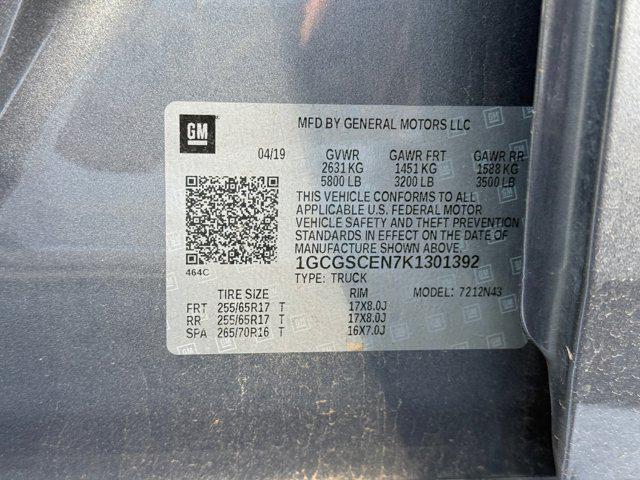 GM
MFD BY GENERAL MOTORS LLC
04/19 GVWR GAWR FRT GAWR RR
2631 KG 1451 KG 1588 KG
5800 LB 3200 LB 3500 LB
THIS VEHICLE CONFORMS TO ALL
APPLICABLE U.S. FEDERAL MOTOR
VEHICLE SAFETY AND THEFT PREVENTION
STANDARDS IN EFFECT ON THE DATE OF
MANUFACTURE SHOWN ABOVE.
464C 1GCGSCEN7K1301392
TYPE: TRUCK MODEL: 7212N43
TIRE SIZE RIM
FRT 255/65R17 T 17X8.0J
RR 255/65R17 T 17X8.0J
SPA 265/70R16 T 16X7.0J